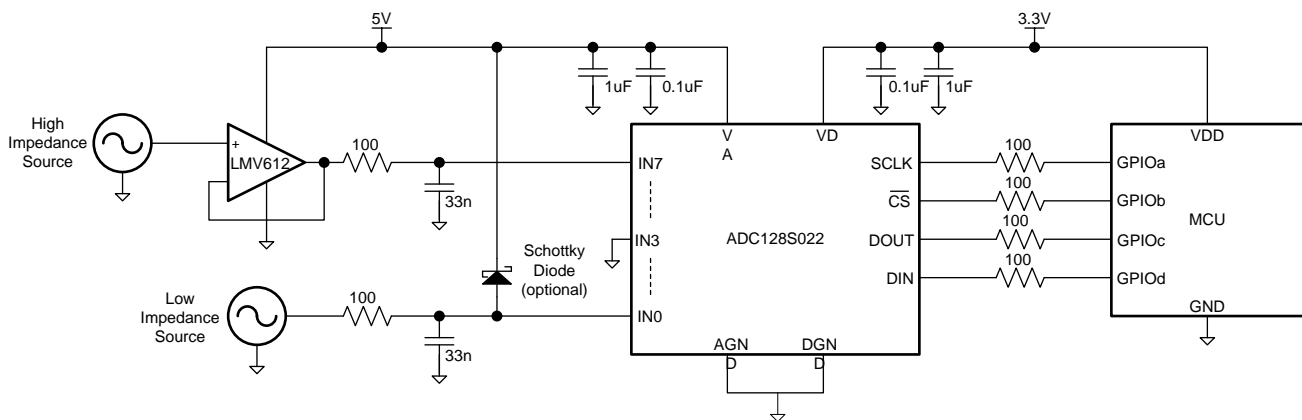 5V
3.3V
1uF
0.1uF
0.1uF
1uF
High
Impedance
Source
+
LMV612
100
33n
V
A
VD
VDD
IN7
SCLK
100
GPIOa
CS
100
GPIOb
MCU
IN3
ADC128S022
DOUT
100
GPIOc
DIN
100
GPIOd
Schottky
Diode
(optional)
Low
Impedance
Source
100
33n
IN0
AGN
D
DGN
D
GND